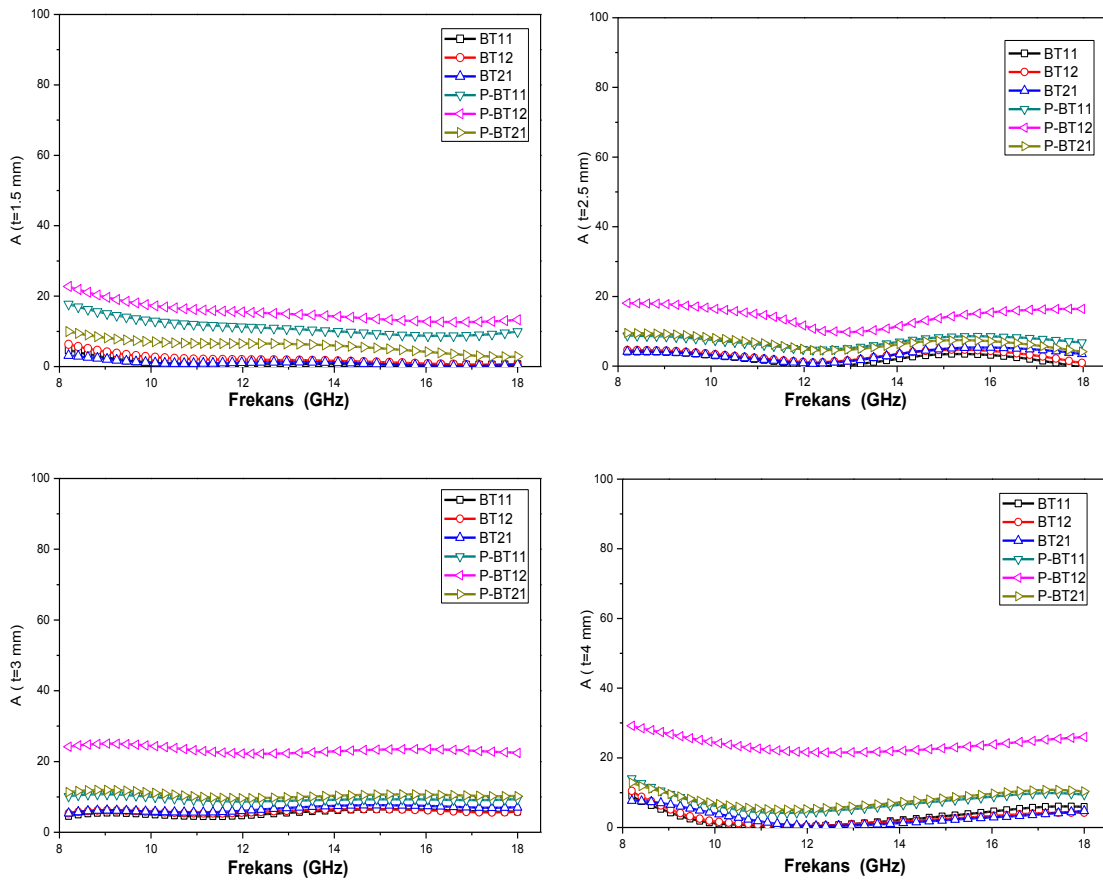 100
80
60
40
20
0
A (t=1.5 mm)
8 10 12 14 16 18
Frekans (GHz)
BT11
BT12
BT21
P-BT11
P-BT12
P-BT21
100
80
60
40
20
0
A ( t=2.5 mm)
8 10 12 14 16 18
Frekans (GHz)
BT11
BT12
BT21
P-BT11
P-BT12
P-BT21
100
80
60
40
20
0
A ( t=3 mm)
8 10 12 14 16 18
Frekans (GHz)
BT11
BT12
BT21
P-BT11
P-BT12
P-BT21
100
80
60
40
20
0
A ( t=4 mm)
8 10 12 14 16 18
Frekans (GHz)
BT11
BT12
BT21
P-BT11
P-BT12
P-BT21